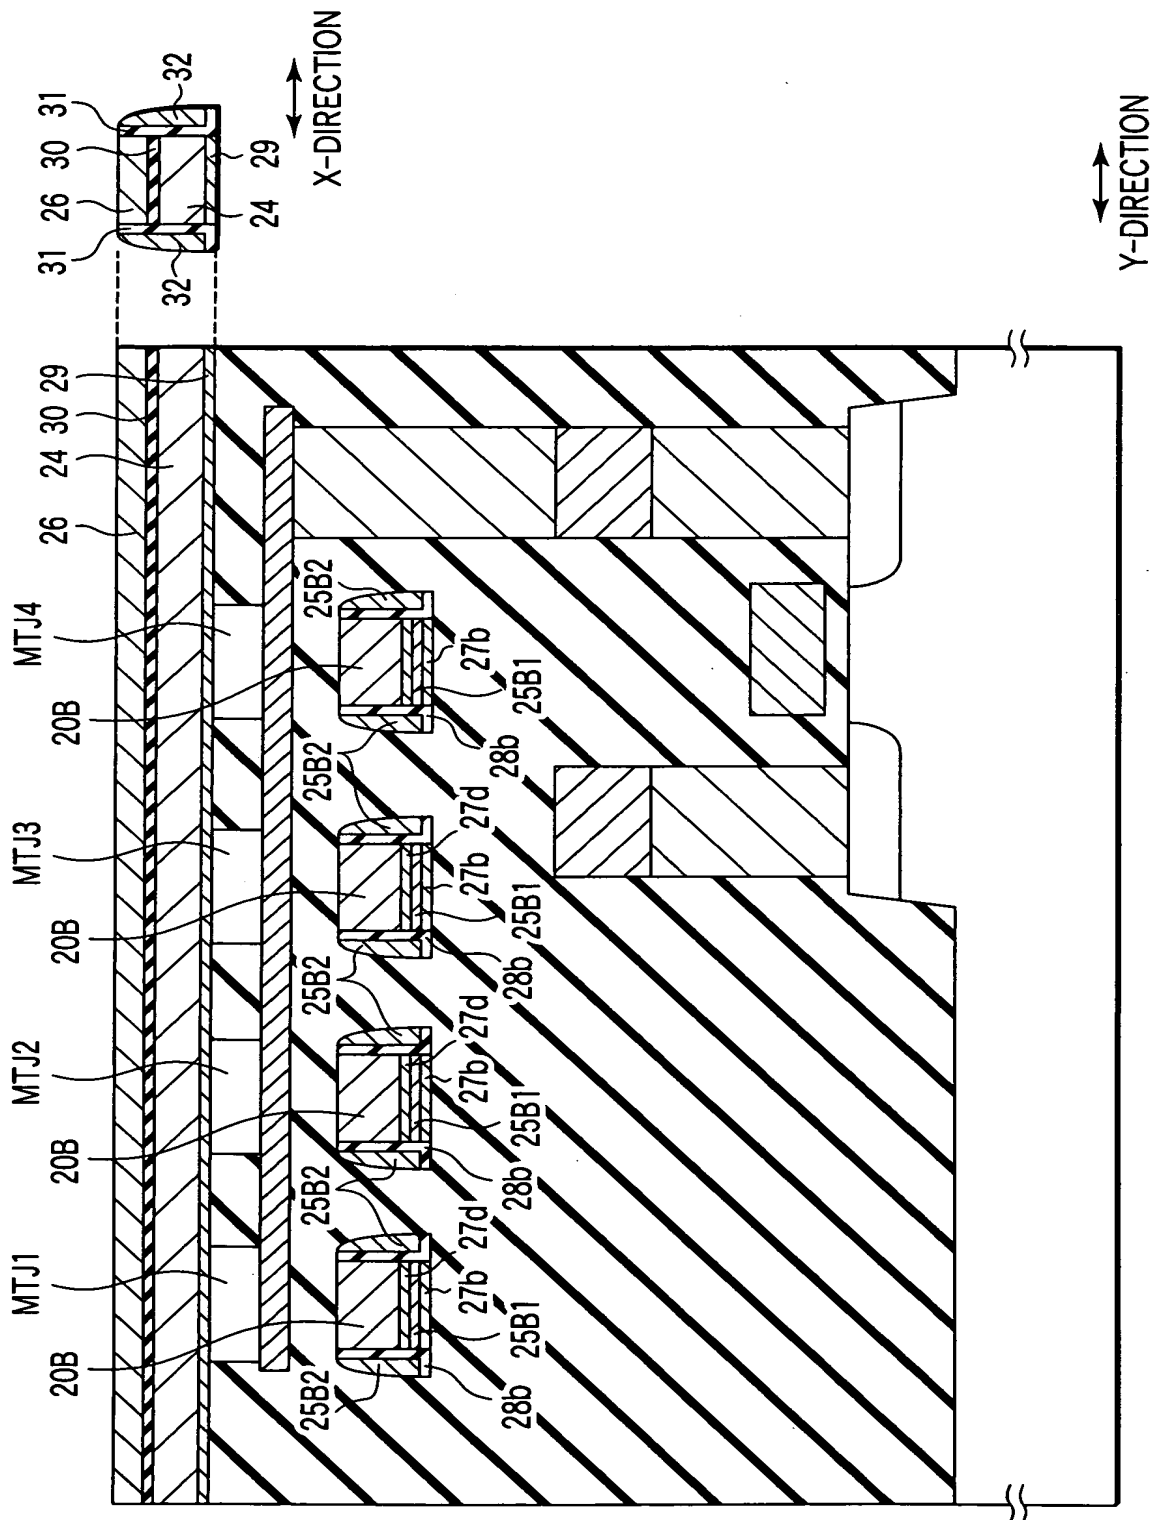 MTJ1
MTJ2
MTJ3
MTJ4
20B
20B
20B
20B
26
24
30
29
31
26
30
31
32
32
24
29
X-DIRECTION
25B2
25B2
25B2
25B2
25B2
28b
25B1
27b
27d
28b
25B1
27b
27d
28b
25B1
27b
27d
28b
25B1
27b
Y-DIRECTION